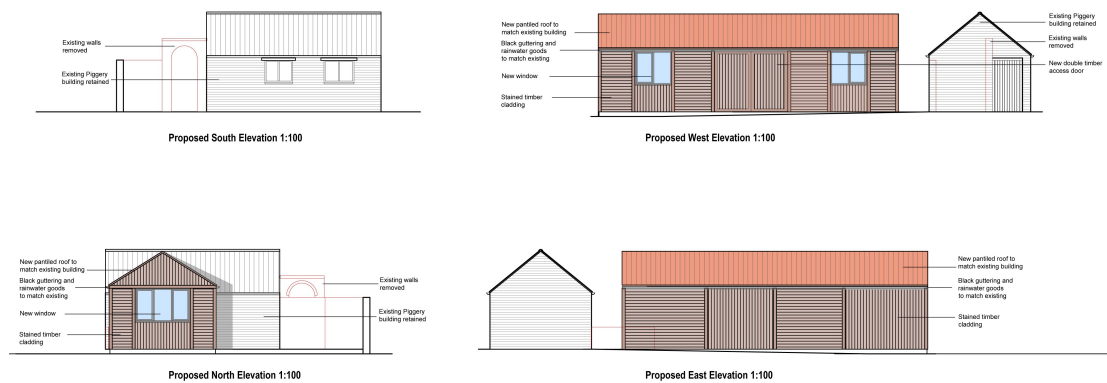 Existing walls
removed
Existing Piggery
building retained
Proposed South Elevation 1:100
New pantiled roof to
match existing building
Black guttering and
rainwater goods
to match existing
New window
Stained timber
cladding
Existing Piggery
building retained
Existing walls
removed
New double timber
access door
Proposed West Elevation 1:100
New pantiled roof to
match existing building
Black guttering and
rainwater goods
to match existing
New window
Stained timber
cladding
Existing walls
removed
Existing Piggery
building retained
Proposed North Elevation 1:100
New pantiled roof to
match existing building
Black guttering and
rainwater goods
to match existing
Stained timber
cladding
Proposed East Elevation 1:100